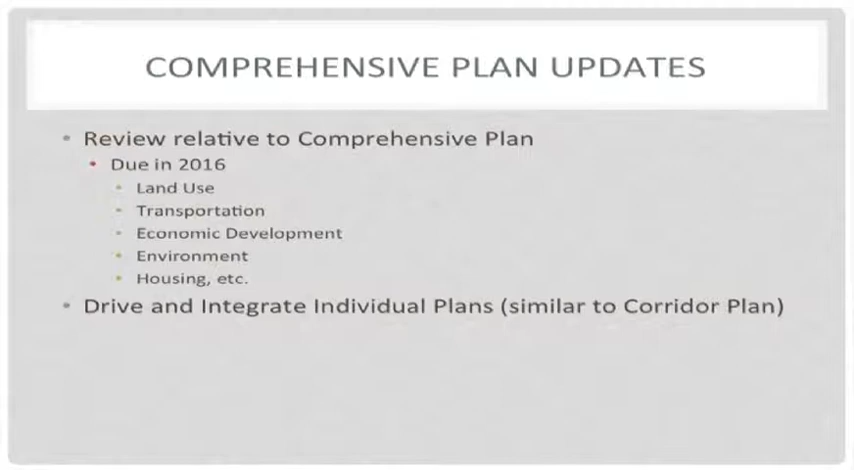 COMPREHENSIVE PLAN UPDATES
• Review relative to Comprehensive Plan
• Due in 2016
• Land Use
• Transportation
• Economic Development
• Environment
• Housing, etc.
• Drive and Integrate Individual Plans (similar to Corridor Plan)